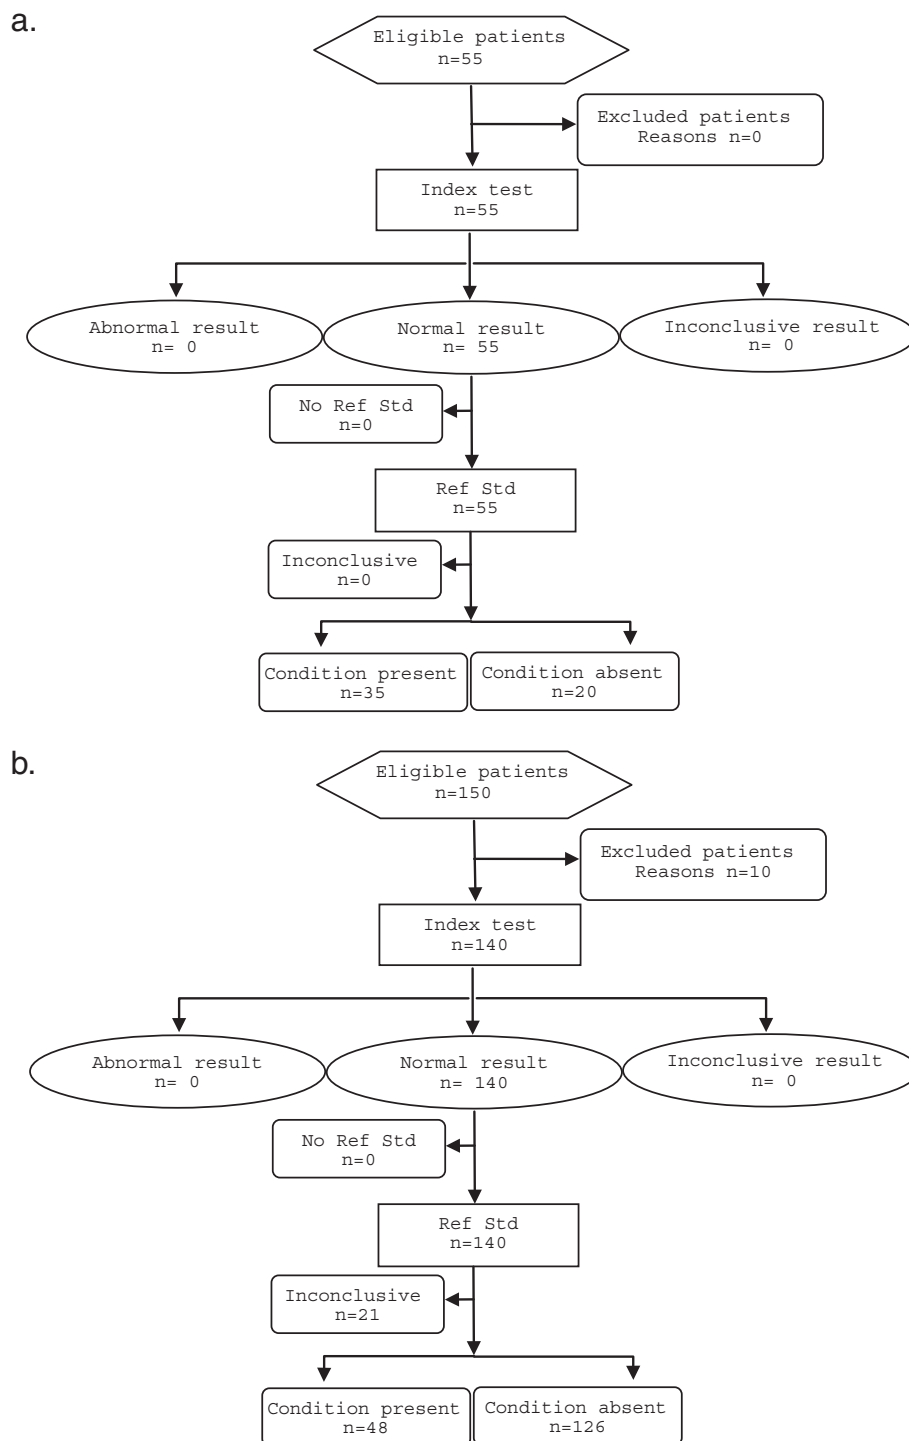 a.
Eligible patients
n=55
Excluded patients
Reasons n=0
Index test
n=55
Abnormal result
n= 0
Normal result
n= 55
Inconclusive result
n= 0
No Ref Std
n=0
Ref Std
n=55
Inconclusive
n=0
Condition present
n=35
Condition absent
n=20
b.
Eligible patients
n=150
Excluded patients
Reasons n=10
Index test
n=140
Abnormal result
n= 0
Normal result
n= 140
Inconclusive result
n= 0
No Ref Std
n=0
Ref Std
n=140
Inconclusive
n=21
Condition present
n=48
Condition absent
n=126